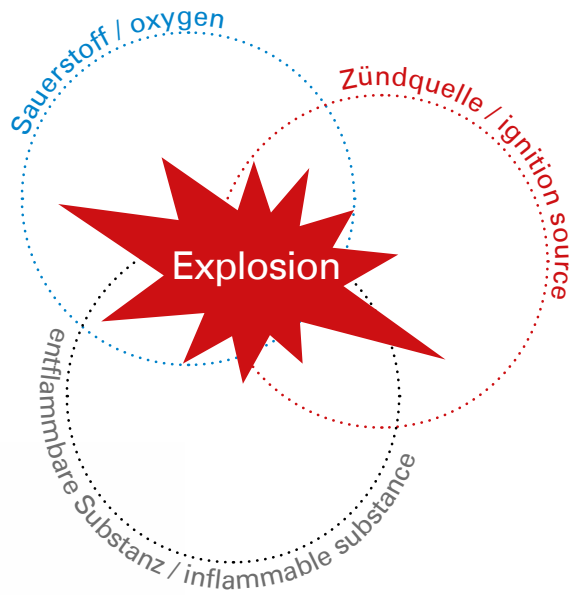 Sauerstoff / oxygen
Zündquelle / ignition source
Explosion
entflammbare Substanz / inflammable substance